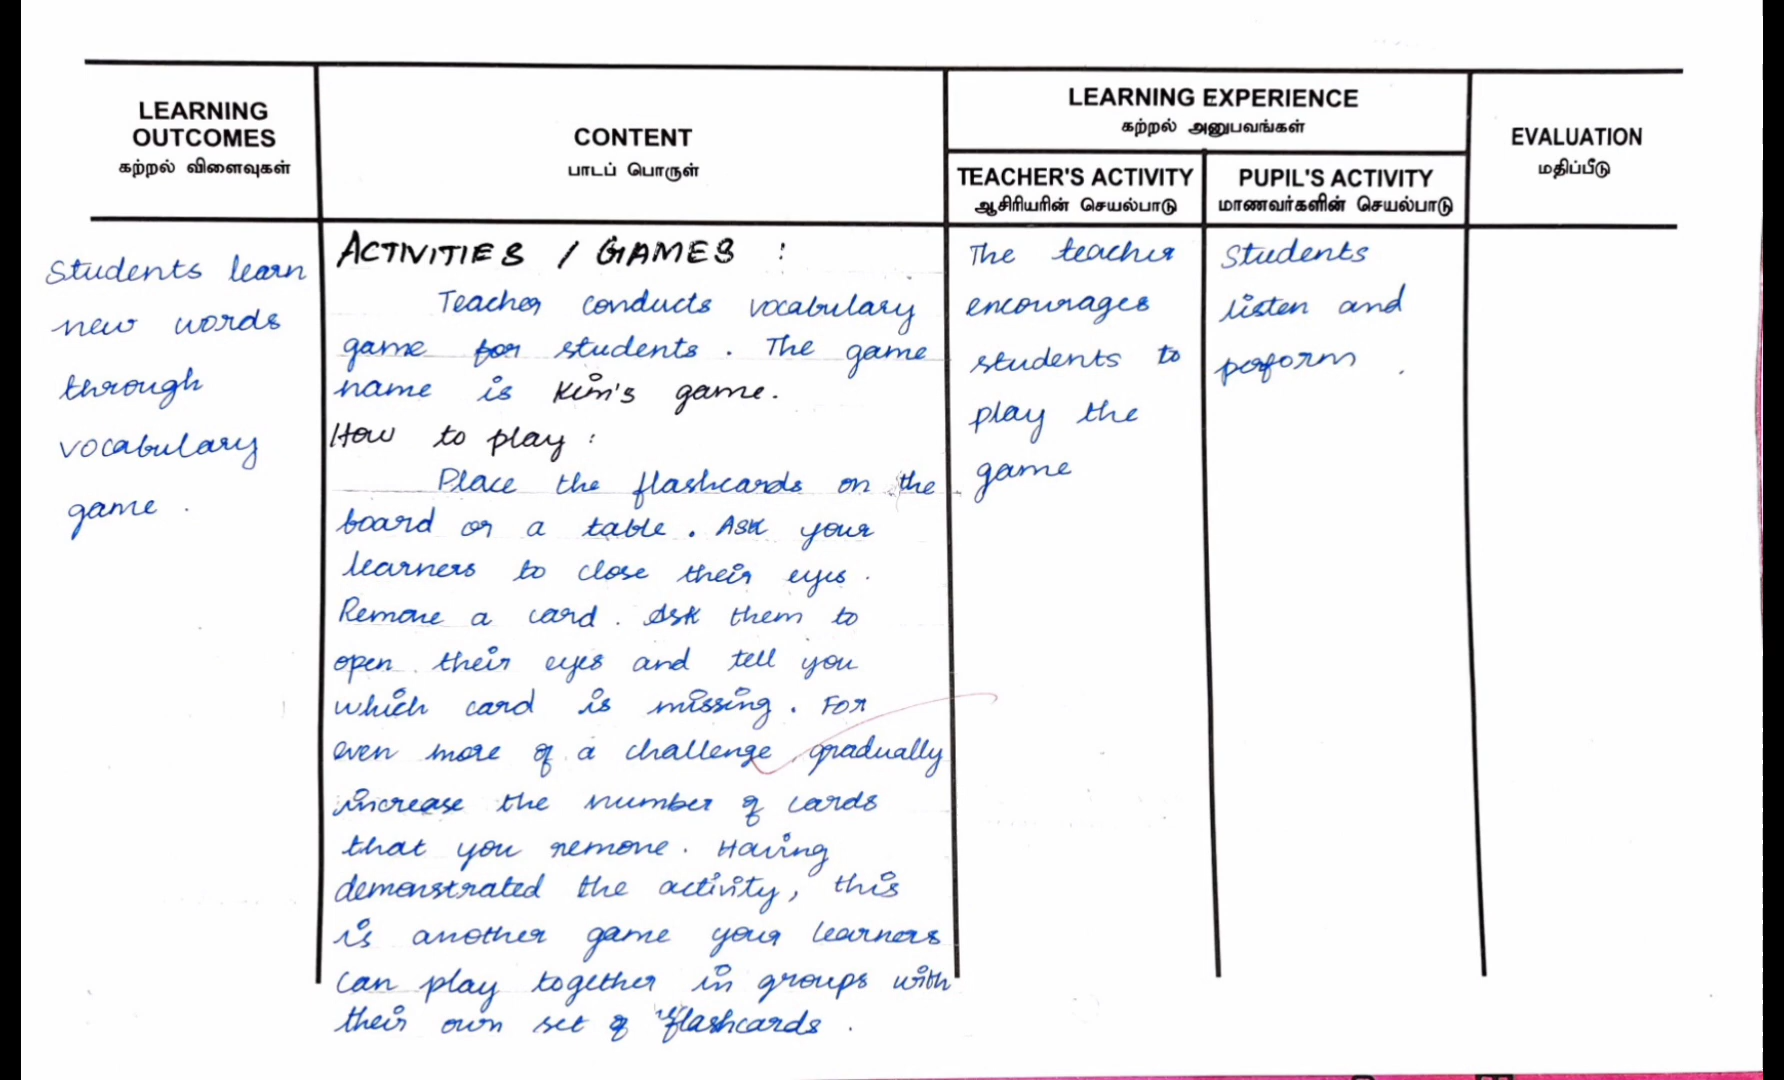 LEARNING
OUTCOMES
கற்றல் விளைவுகள்
CONTENT
பாடப் பொருள்
LEARNING EXPERIENCE
கற்றல் அனுபவங்கள்
TEACHER'S ACTIVITY
ஆசிரியரின் செயல்பாடு
PUPIL'S ACTIVITY
மாணவர்களின் செயல்பாடு
EVALUATION
மதிப்பீடு
Students learn
new words
through
vocabulary
game.
ACTIVITIES / GAMES :
Teacher conducts vocabulary
game for students. The game
name is Kim's game.
How to play :
Place the flashcards on the
board or a table. Ask your
learners to close their eyes.
Remove a card. Ask them to
open their eyes and tell you
which card is missing. For
even more of a challenge, gradually
increase the number of cards
that you remove. Having
demonstrated the activity, this
is another game your learners
can play together in groups with
their own set of flashcards.
The teacher
encourages
students to
play the
game
Students
listen and
perform.